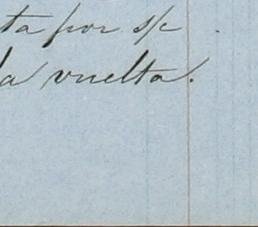 ta por s/c
la vuelta.